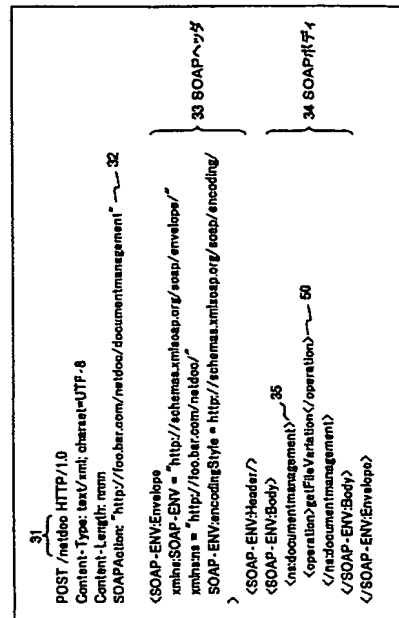 31
POST /netdoo HTTP/1.0
Content-Type: text/xml; charset=UTF-8
Content-Length: nnnn
SOAPAction: "http://foo.bar.com/netdoo/documentmanagement" 32
<SOAP-ENV:Envelope
xmlns:SOAP-ENV = "http://schemas.xmlsoap.org/soap/envelope/"
xmlns:ns = "http://foo.bar.com/netdoo/"
SOAP-ENV:encodingStyle = http://schemas.xmlsoap.org/soap/encoding/
>
33 SOAPヘッダ
<SOAP-ENV:Header/>
<SOAP-ENV:Body>
<ns:documentmanagement> 35
<operation>getFileVariation</operation> 50
</ns:documentmanagement>
</SOAP-ENV:Body>
</SOAP-ENV:Envelope>
34 SOAPボディ